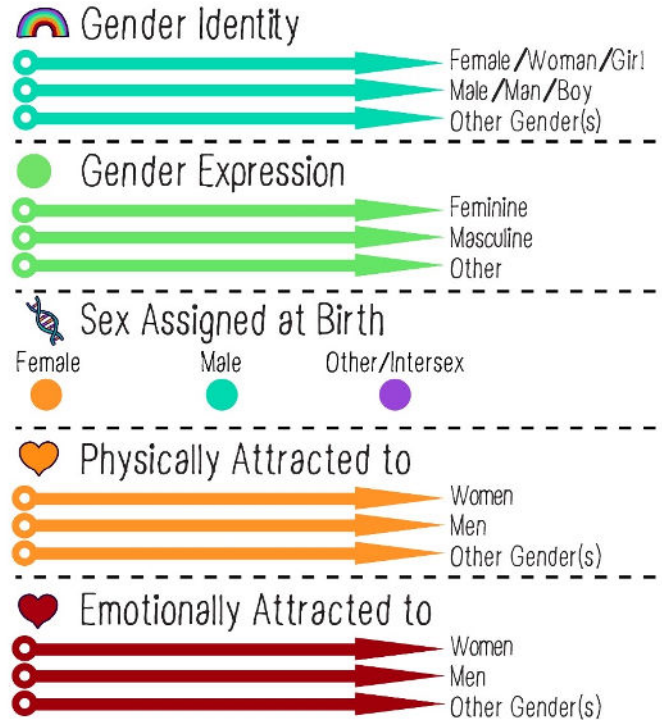 Gender Identity
Female/Woman/Girl
Male/Man/Boy
Other Gender(s)
Gender Expression
Feminine
Masculine
Other
Sex Assigned at Birth
Female Male Other/Intersex
Physically Attracted to
Women
Men
Other Gender(s)
Emotionally Attracted to
Women
Men
Other Gender(s)